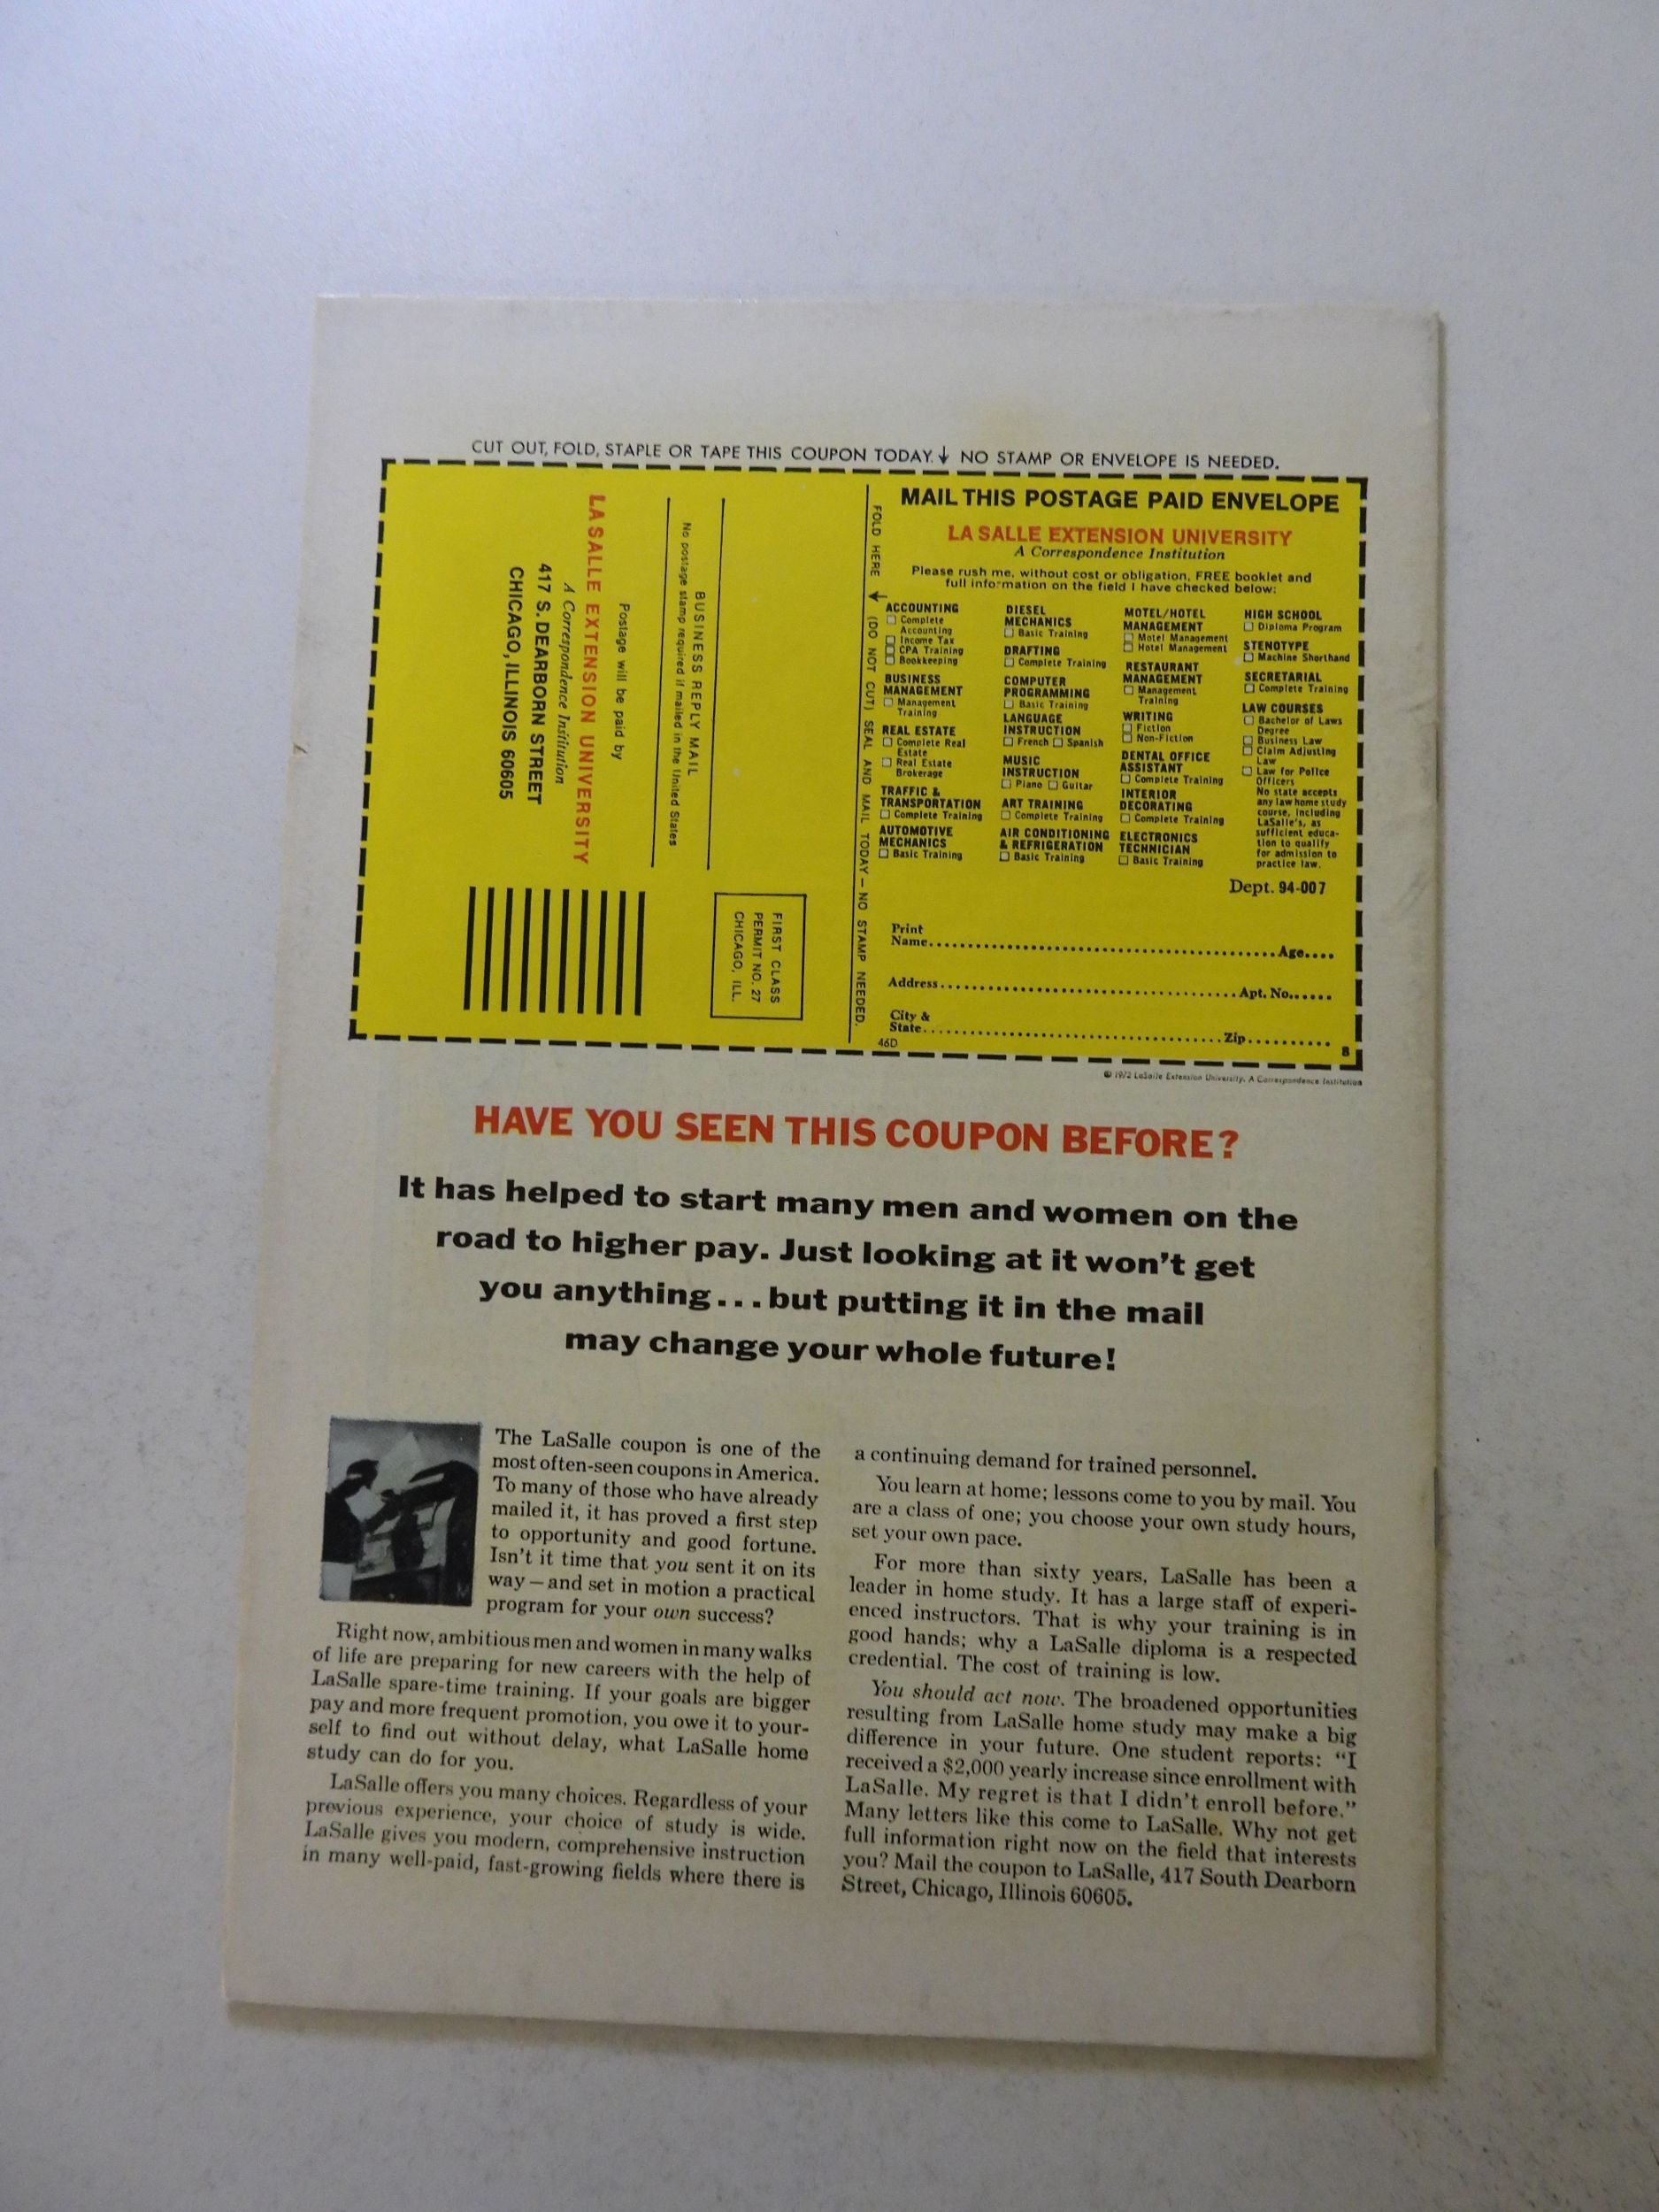 CUT OUT, FOLD, STAPLE OR TAPE THIS COUPON TODAY. ↓ NO STAMP OR ENVELOPE IS NEEDED.
FIRST CLASS
PERMIT NO. 27
CHICAGO, ILL.
BUSINESS REPLY MAIL
No postage stamp required if mailed in the United States
Postage will be paid by
LA SALLE EXTENSION UNIVERSITY
A Correspondence Institution
417 S. DEARBORN STREET
CHICAGO, ILLINOIS 60605
FOLD HERE ↓ (DO NOT CUT) SEAL AND MAIL TODAY — NO STAMP NEEDED.
MAIL THIS POSTAGE PAID ENVELOPE
LA SALLE EXTENSION UNIVERSITY
A Correspondence Institution
Please rush me, without cost or obligation, FREE booklet and
full information on the field I have checked below:
ACCOUNTING
☐ Complete
Accounting
☐ Income Tax
☐ CPA Training
☐ Bookkeeping
BUSINESS
MANAGEMENT
☐ Management
Training
REAL ESTATE
☐ Complete Real
Estate
☐ Real Estate
Brokerage
TRAFFIC &
TRANSPORTATION
☐ Complete Training
AUTOMOTIVE
MECHANICS
☐ Basic Training
DIESEL
MECHANICS
☐ Basic Training
DRAFTING
☐ Complete Training
COMPUTER
PROGRAMMING
☐ Basic Training
LANGUAGE
INSTRUCTION
☐ French ☐ Spanish
MUSIC
INSTRUCTION
☐ Piano ☐ Guitar
ART TRAINING
☐ Complete Training
AIR CONDITIONING
& REFRIGERATION
☐ Basic Training
MOTEL/HOTEL
MANAGEMENT
☐ Motel Management
☐ Hotel Management
RESTAURANT
MANAGEMENT
☐ Management
Training
WRITING
☐ Fiction
☐ Non-Fiction
DENTAL OFFICE
ASSISTANT
☐ Complete Training
INTERIOR
DECORATING
☐ Complete Training
ELECTRONICS
TECHNICIAN
☐ Basic Training
HIGH SCHOOL
☐ Diploma Program
STENOTYPE
☐ Machine Shorthand
SECRETARIAL
☐ Complete Training
LAW COURSES
☐ Bachelor of Laws
Degree
☐ Business Law
☐ Claim Adjusting
Law
☐ Law for Police
Officers
No state accepts
any law home study
course, including
LaSalle's, as
sufficient educa-
tion to qualify
for admission to
practice law.
Dept. 94-007
Print
Name........Age....
Address........Apt. No......
City &
State........Zip..........
46D
B
© 1972 LaSalle Extension University. A Correspondence Institution
HAVE YOU SEEN THIS COUPON BEFORE?
It has helped to start many men and women on the
road to higher pay. Just looking at it won't get
you anything...but putting it in the mail
may change your whole future!
The LaSalle coupon is one of the
most often-seen coupons in America.
To many of those who have already
mailed it, it has proved a first step
to opportunity and good fortune.
Isn't it time that you sent it on its
way—and set in motion a practical
program for your own success?
Right now, ambitious men and women in many walks
of life are preparing for new careers with the help of
LaSalle spare-time training. If your goals are bigger
pay and more frequent promotion, you owe it to your-
self to find out without delay, what LaSalle home
study can do for you.
LaSalle offers you many choices. Regardless of your
previous experience, your choice of study is wide.
LaSalle gives you modern, comprehensive instruction
in many well-paid, fast-growing fields where there is
a continuing demand for trained personnel.
You learn at home; lessons come to you by mail. You
are a class of one; you choose your own study hours,
set your own pace.
For more than sixty years, LaSalle has been a
leader in home study. It has a large staff of experi-
enced instructors. That is why your training is in
good hands; why a LaSalle diploma is a respected
credential. The cost of training is low.
You should act now. The broadened opportunities
resulting from LaSalle home study may make a big
difference in your future. One student reports: "I
received a $2,000 yearly increase since enrollment with
LaSalle. My regret is that I didn't enroll before."
Many letters like this come to LaSalle. Why not get
full information right now on the field that interests
you? Mail the coupon to LaSalle, 417 South Dearborn
Street, Chicago, Illinois 60605.